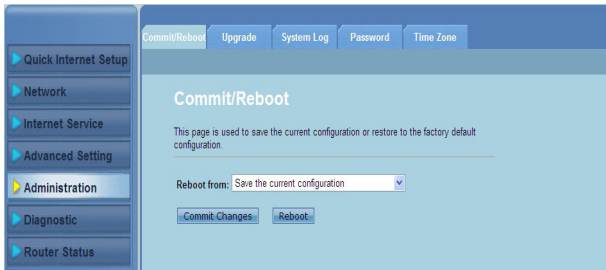 Commit/Reboot Upgrade System Log Password Time Zone
Quick Internet Setup
Network
Internet Service
Advanced Setting
Administration
Diagnostic
Router Status
Commit/Reboot
This page is used to save the current configuration or restore to the factory default
configuration.
Reboot from: Save the current configuration
Commit Changes Reboot